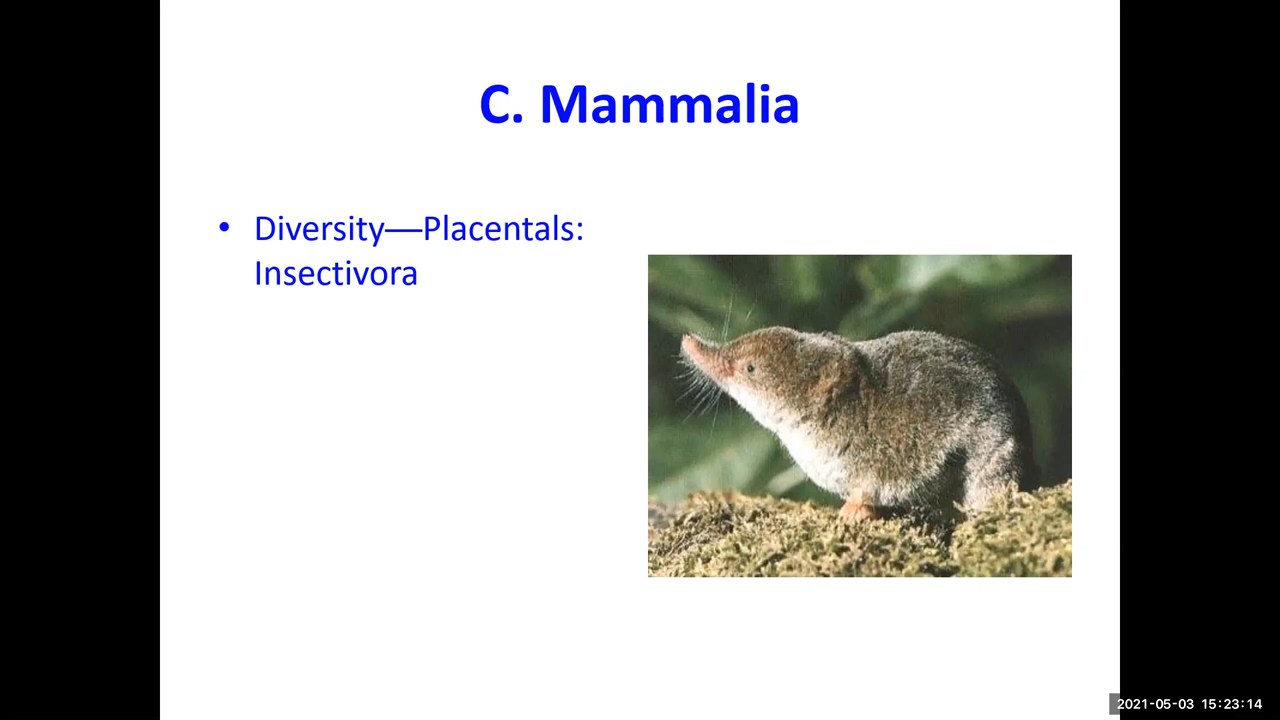 C. Mammalia
• Diversity—Placentals:
Insectivora
2021-05-03 15:23:14